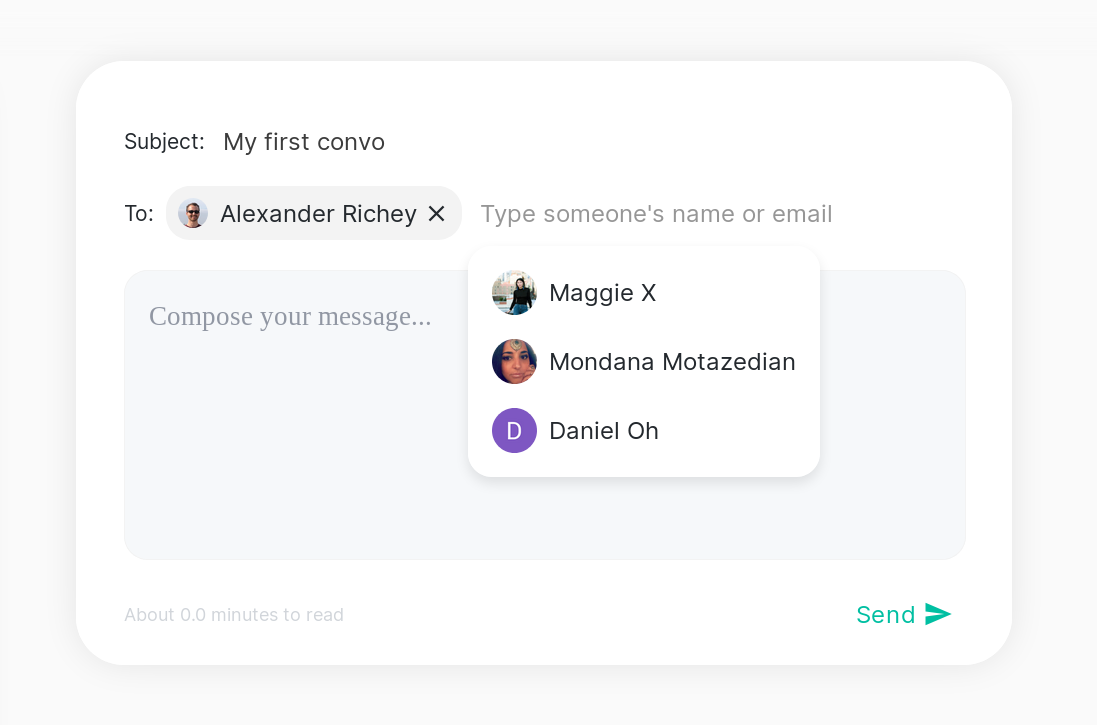 Subject: My first convo
To: Alexander Richey Type someone's name or email
Maggie X
Compose your message...
Mondana Motazedian
D Daniel Oh
About 0.0 minutes to read Send